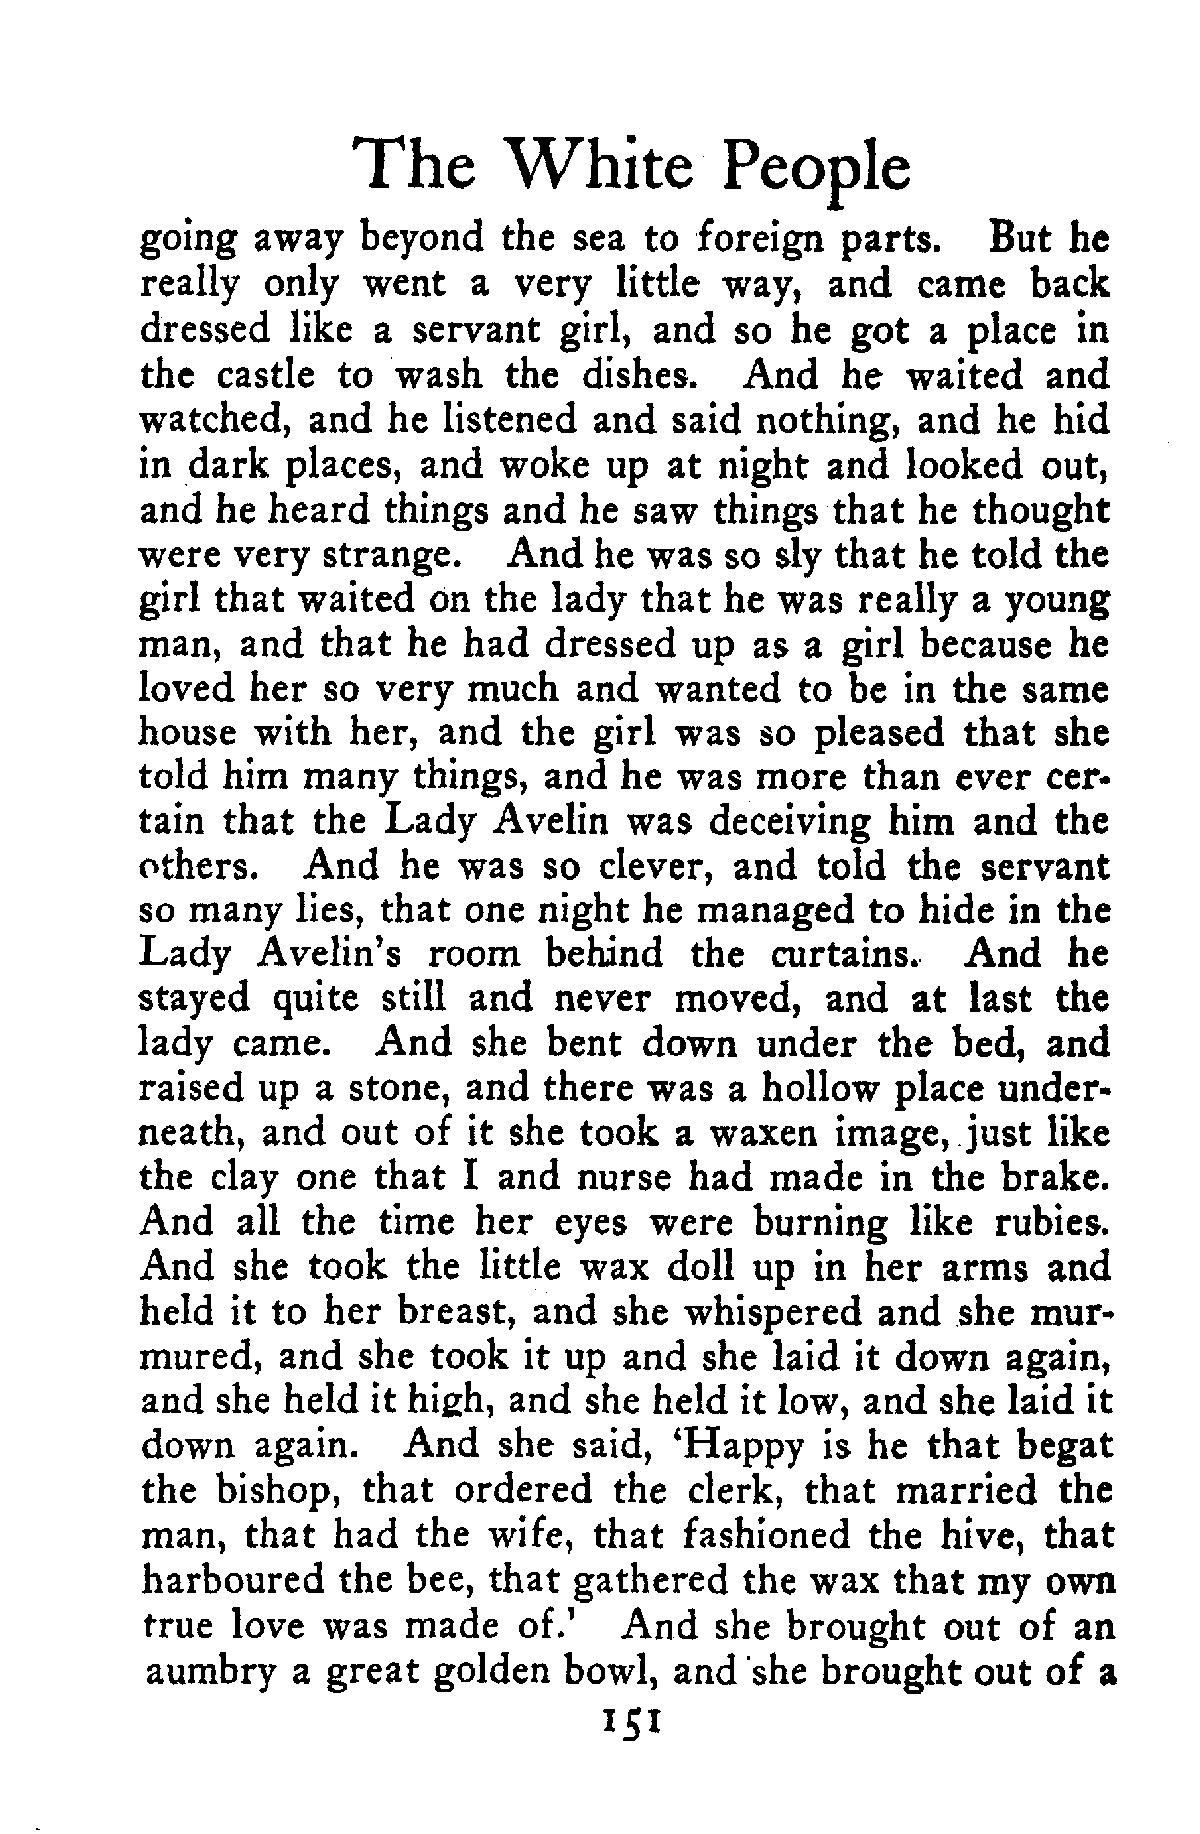 The White People
going away beyond the sea to foreign parts. But he
really only went a very little way, and came back
dressed like a servant girl, and so he got a place in
the castle to wash the dishes. And he waited and
watched, and he listened and said nothing, and he hid
in dark places, and woke up at night and looked out,
and he heard things and he saw things that he thought
were very strange. And he was so sly that he told the
girl that waited on the lady that he was really a young
man, and that he had dressed up as a girl because he
loved her so very much and wanted to be in the same
house with her, and the girl was so pleased that she
told him many things, and he was more than ever cer-
tain that the Lady Avelin was deceiving him and the
others. And he was so clever, and told the servant
so many lies, that one night he managed to hide in the
Lady Avelin's room behind the curtains. And he
stayed quite still and never moved, and at last the
lady came. And she bent down under the bed, and
raised up a stone, and there was a hollow place under-
neath, and out of it she took a waxen image, just like
the clay one that I and nurse had made in the brake.
And all the time her eyes were burning like rubies.
And she took the little wax doll up in her arms and
held it to her breast, and she whispered and she mur-
mured, and she took it up and she laid it down again,
and she held it high, and she held it low, and she laid it
down again. And she said, 'Happy is he that begat
the bishop, that ordered the clerk, that married the
man, that had the wife, that fashioned the hive, that
harboured the bee, that gathered the wax that my own
true love was made of.' And she brought out of an
aumbry a great golden bowl, and she brought out of a
151